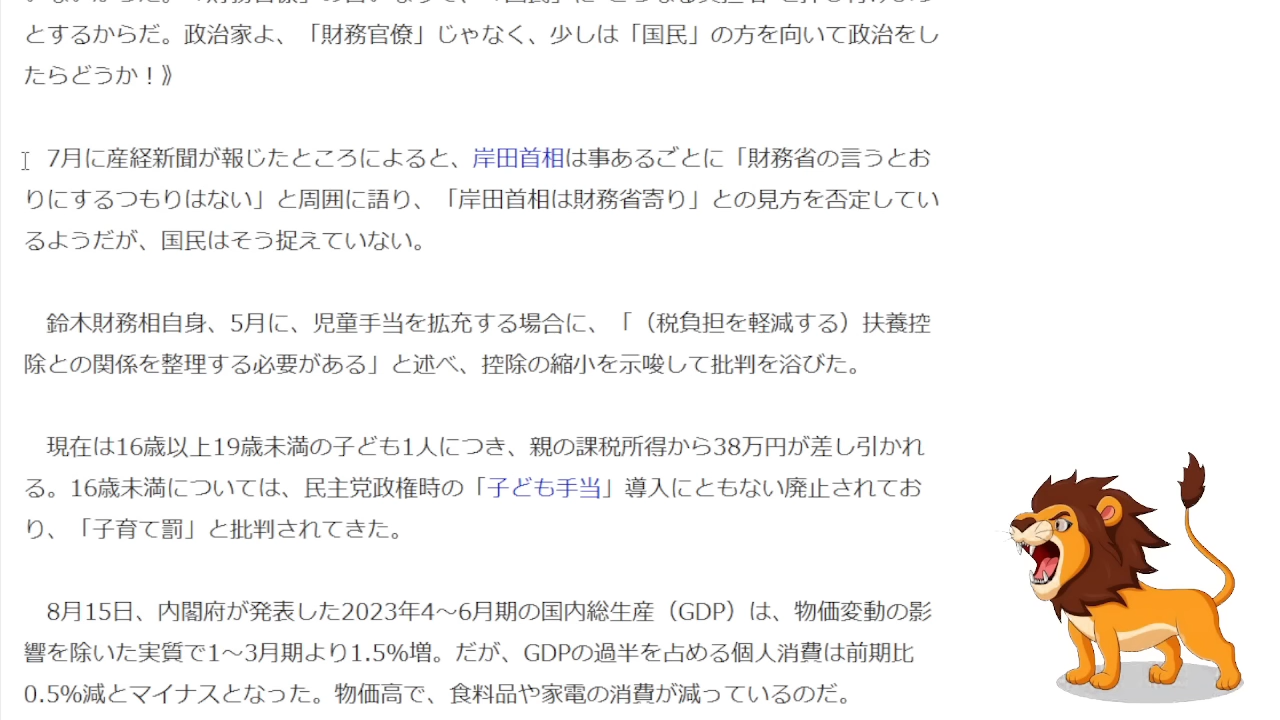 とするからだ。政治家よ、「財務官僚」じゃなく、少しは「国民」の方を向いて政治をし
たらどうか！》
7月に産経新聞が報じたところによると、岸田首相は事あるごとに「財務省の言うとお
りにするつもりはない」と周囲に語り、「岸田首相は財務省寄り」との見方を否定してい
るようだが、国民はそう捉えていない。
鈴木財務相自身、5月に、児童手当を拡充する場合に、「（税負担を軽減する）扶養控
除との関係を整理する必要がある」と述べ、控除の縮小を示唆して批判を浴びた。
現在は16歳以上19歳未満の子ども1人につき、親の課税所得から38万円が差し引かれ
る。16歳未満については、民主党政権時の「子ども手当」導入にともない廃止されてお
り、「子育て罰」と批判されてきた。
8月15日、内閣府が発表した2023年4～6月期の国内総生産（GDP）は、物価変動の影
響を除いた実質で1～3月期より1.5%増。だが、GDPの過半を占める個人消費は前期比
0.5%減とマイナスとなった。物価高で、食料品や家電の消費が減っているのだ。